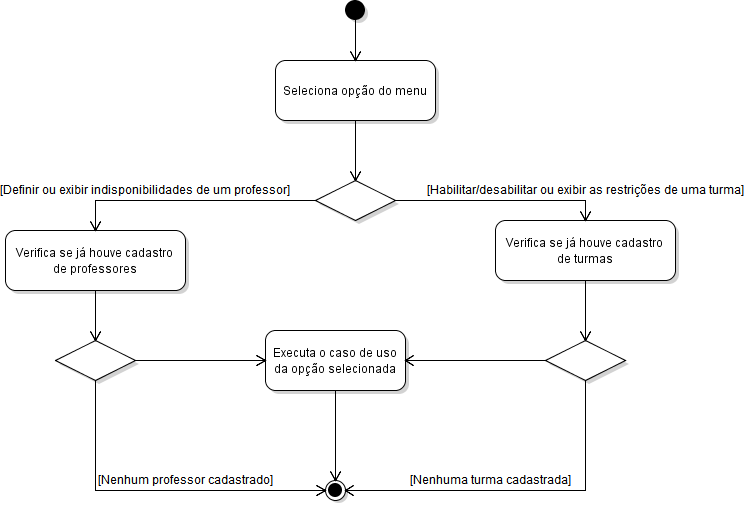 Seleciona opção do menu
[Definir ou exibir indisponibilidades de um professor]
[Habilitar/desabilitar ou exibir as restrições de uma turma]
Verifica se já houve cadastro
de professores
Verifica se já houve cadastro
de turmas
Executa o caso de uso
da opção selecionada
[Nenhum professor cadastrado]
[Nenhuma turma cadastrada]